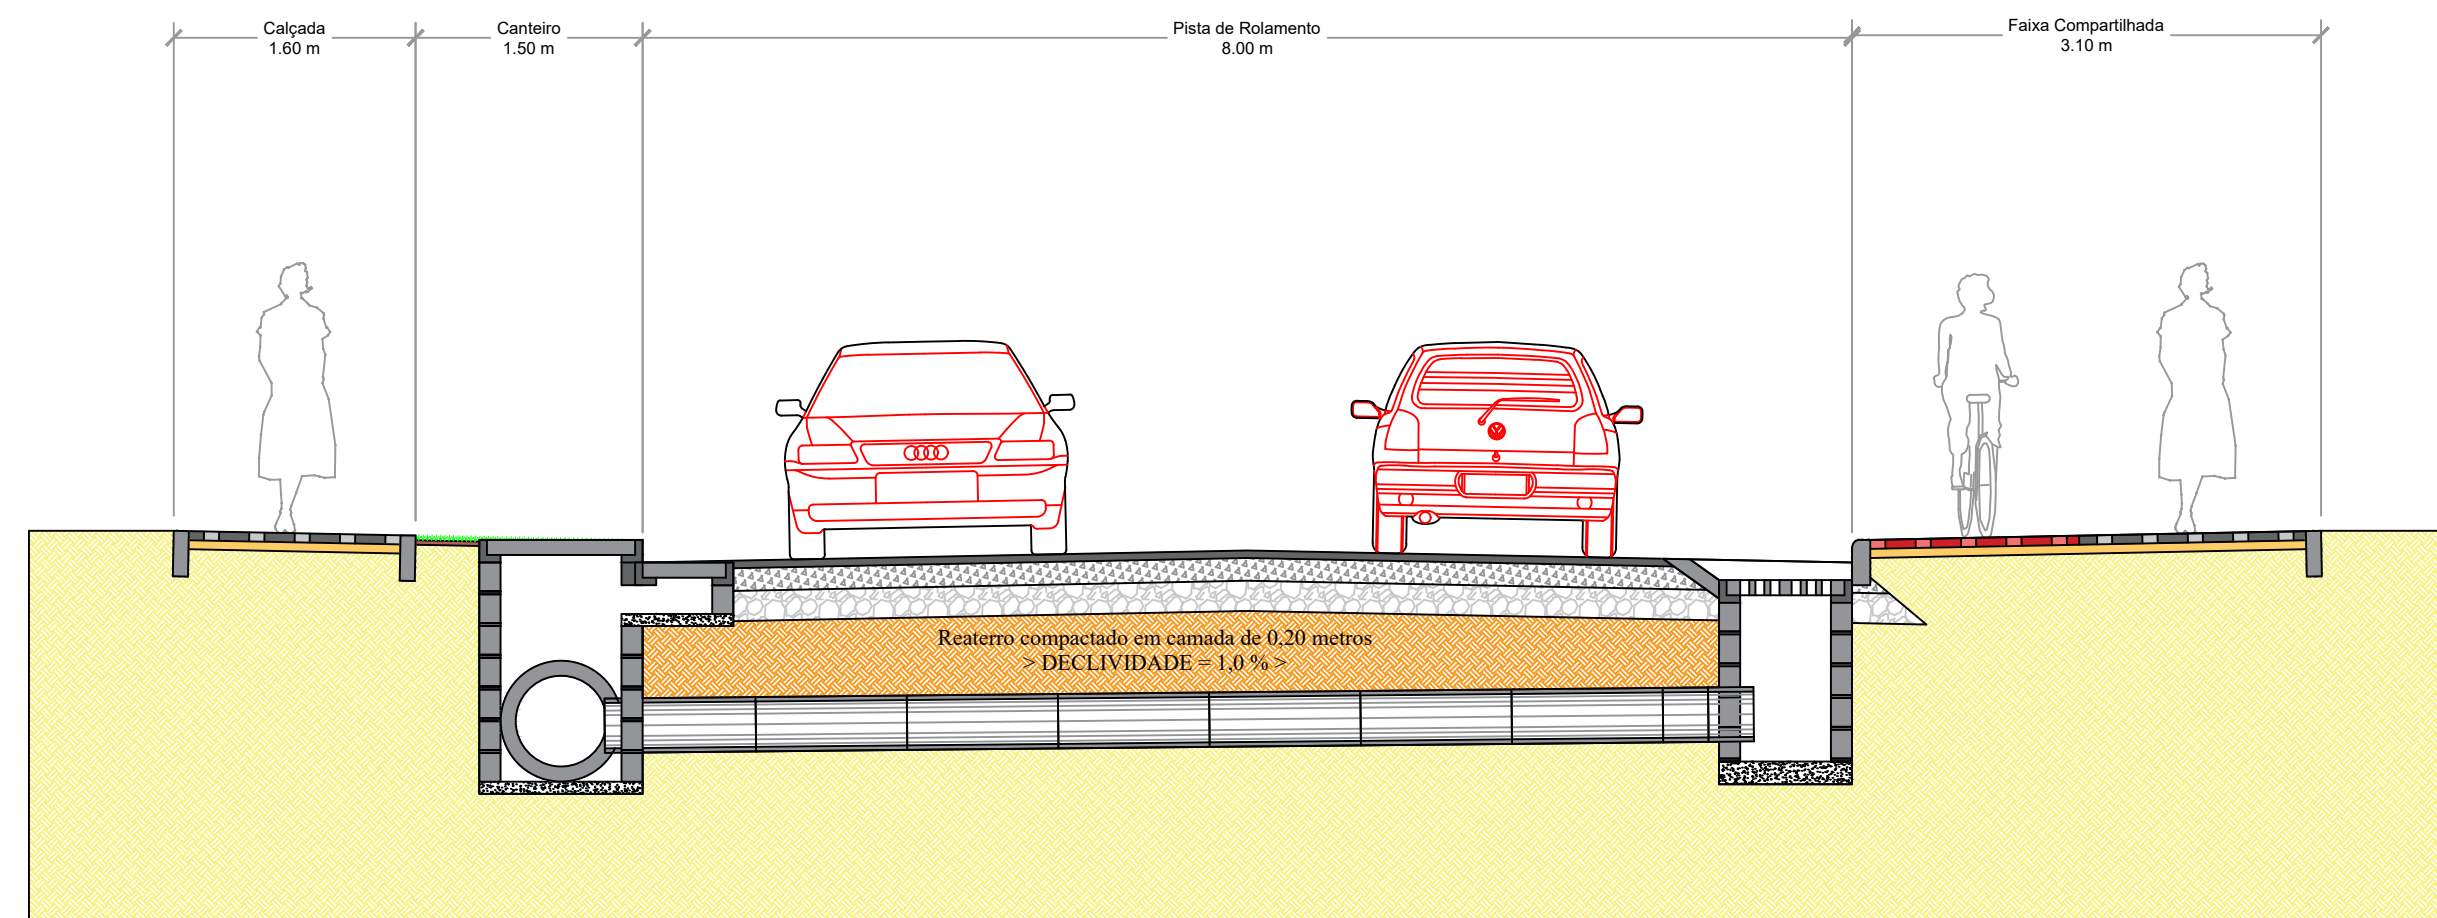 Calçada
1.60 m
Canteiro
1.50 m
Pista de Rolamento
8.00 m
Faixa Compartilhada
3.10 m
Reaterro compactado em camada de 0,20 metros
> DECLIVIDADE = 1,0 % >